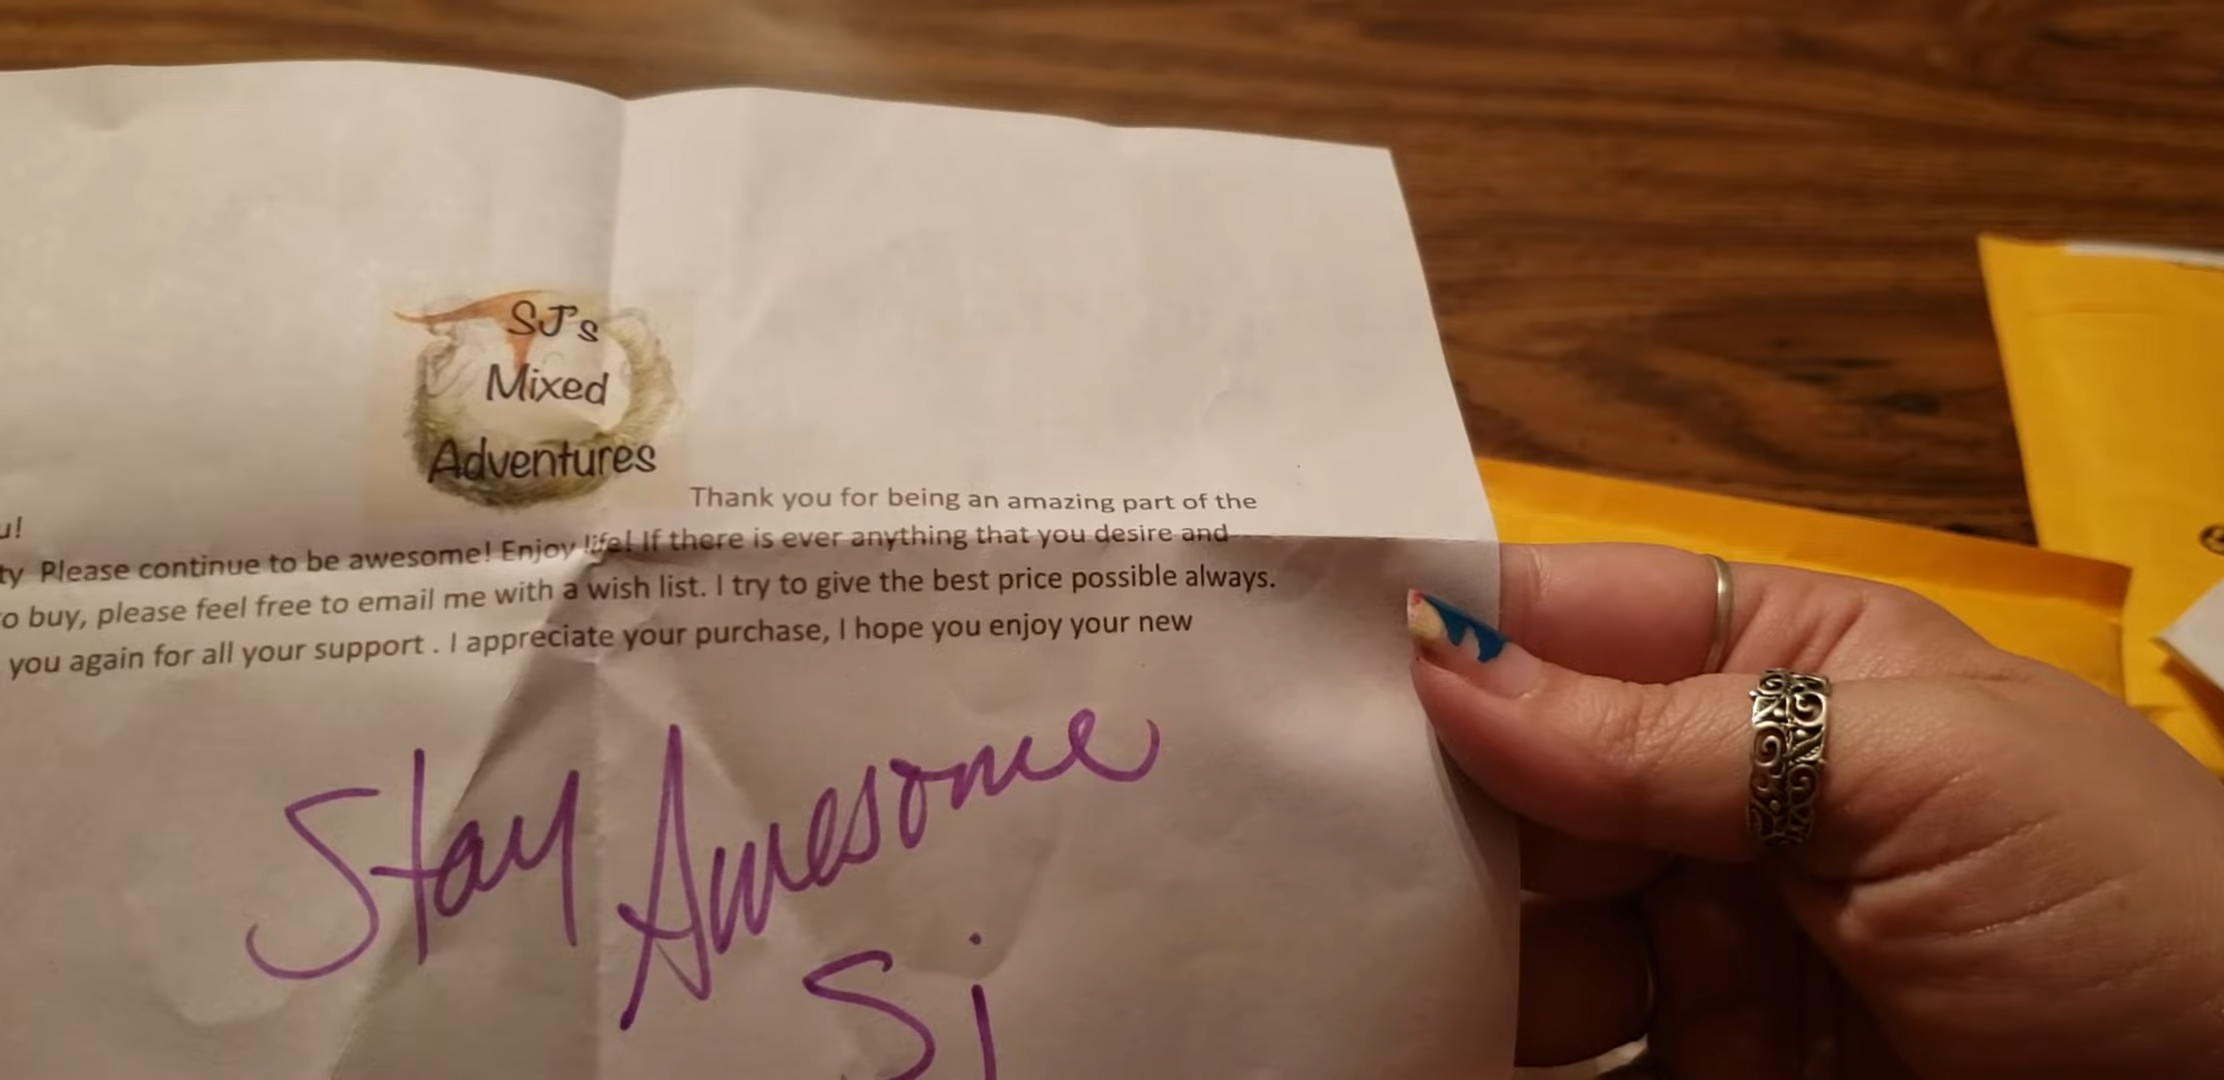 SJ's
Mixed
Adventures
Thank you for being an amazing part of the
u!
ty Please continue to be awesome! Enjoy life! If there is ever anything that you desire and
o buy, please feel free to email me with a wish list. I try to give the best price possible always.
you again for all your support . I appreciate your purchase, I hope you enjoy your new
Stay Awesome
Sj